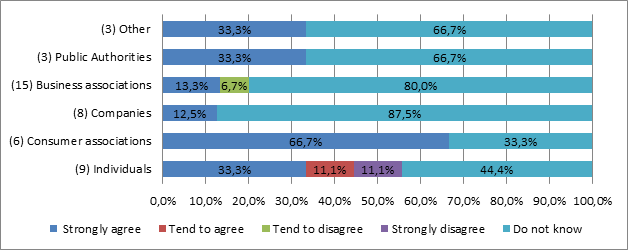 (3) Other 33,3% 66,7%
(3) Public Authorities 33,3% 66,7%
(15) Business associations 13,3% 6,7% 80,0%
(8) Companies 12,5% 87,5%
(6) Consumer associations 66,7% 33,3%
(9) Individuals 33,3% 11,1% 11,1% 44,4%
0,0% 10,0% 20,0% 30,0% 40,0% 50,0% 60,0% 70,0% 80,0% 90,0% 100,0%
Strongly agree Tend to agree Tend to disagree Strongly disagree Do not know